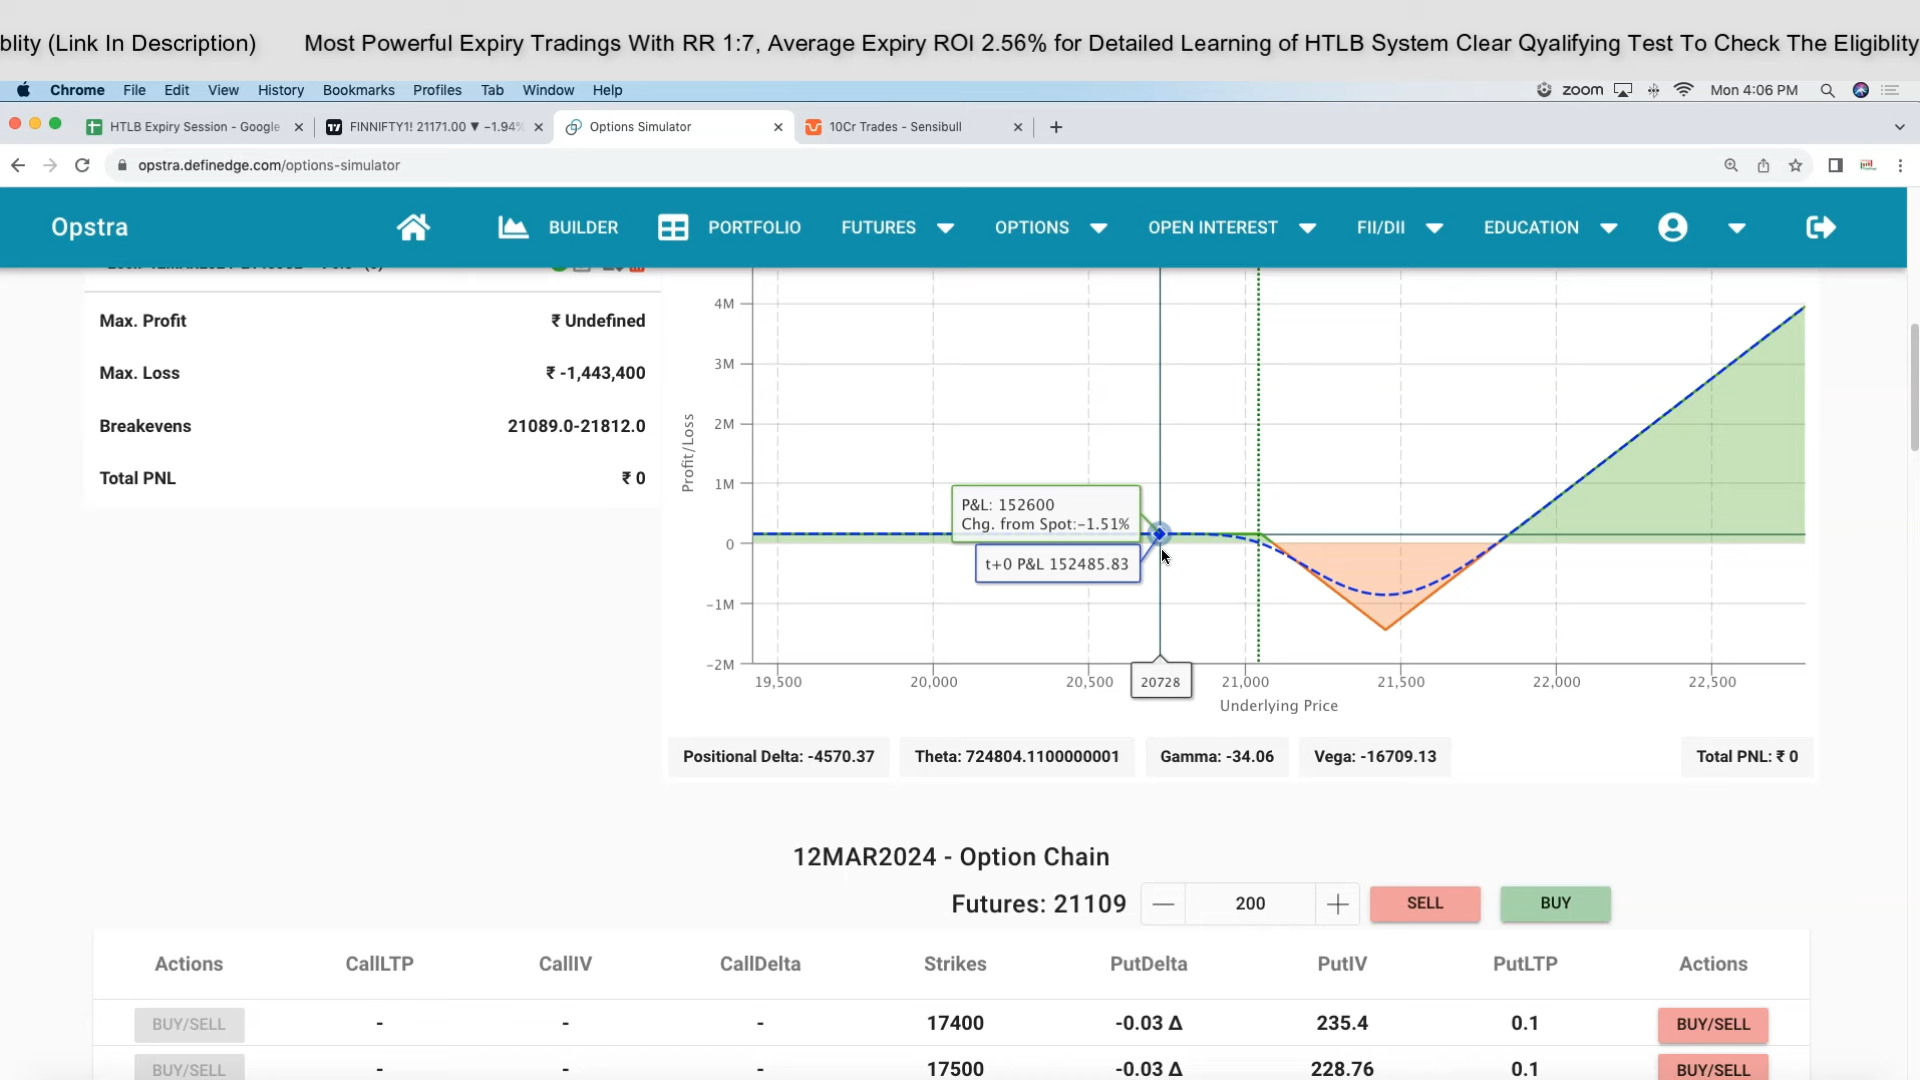 blity (Link In Description) Most Powerful Expiry Tradings With RR 1:7, Average Expiry ROI 2.56% for Detailed Learning of HTLB System Clear Qyalifying Test To Check The Eligiblity
Chrome File Edit View History Bookmarks Profiles Tab Window Help zoom Mon 4:06 PM
HTLB Expiry Session - Google FINNIFTY1! 21171.00 ▼ −1.94% Options Simulator 10Cr Trades - Sensibull
opstra.definedge.com/options-simulator
Opstra BUILDER PORTFOLIO FUTURES OPTIONS OPEN INTEREST FII/DII EDUCATION
Max. Profit ₹ Undefined
Max. Loss ₹ -1,443,400
Breakevens 21089.0-21812.0
Total PNL ₹ 0
4M
3M
2M
1M
0
−1M
−2M
Profit/Loss
P&L: 152600
Chg. from Spot:−1.51%
t+0 P&L 152485.83
20728
19,500 20,000 20,500 21,000 21,500 22,000 22,500
Underlying Price
Positional Delta: -4570.37 Theta: 724804.1100000001 Gamma: -34.06 Vega: -16709.13 Total PNL: ₹ 0
12MAR2024 - Option Chain
Futures: 21109 — 200 + SELL BUY
Actions CallLTP CallIV CallDelta Strikes PutDelta PutIV PutLTP Actions
BUY/SELL - - - 17400 -0.03 Δ 235.4 0.1 BUY/SELL
BUY/SELL - - - 17500 -0.03 Δ 228.76 0.1 BUY/SELL